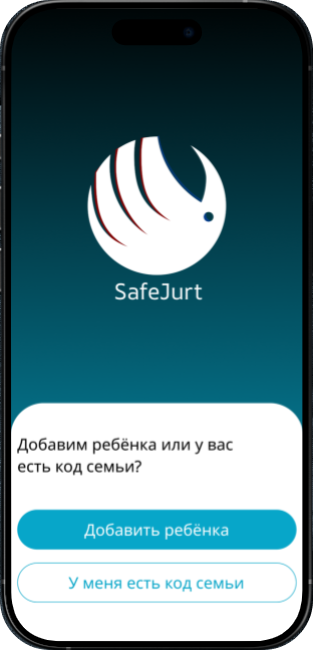 SafeJurt
Добавим ребёнка или у вас
есть код семьи?
Добавить ребёнка
У меня есть код семьи